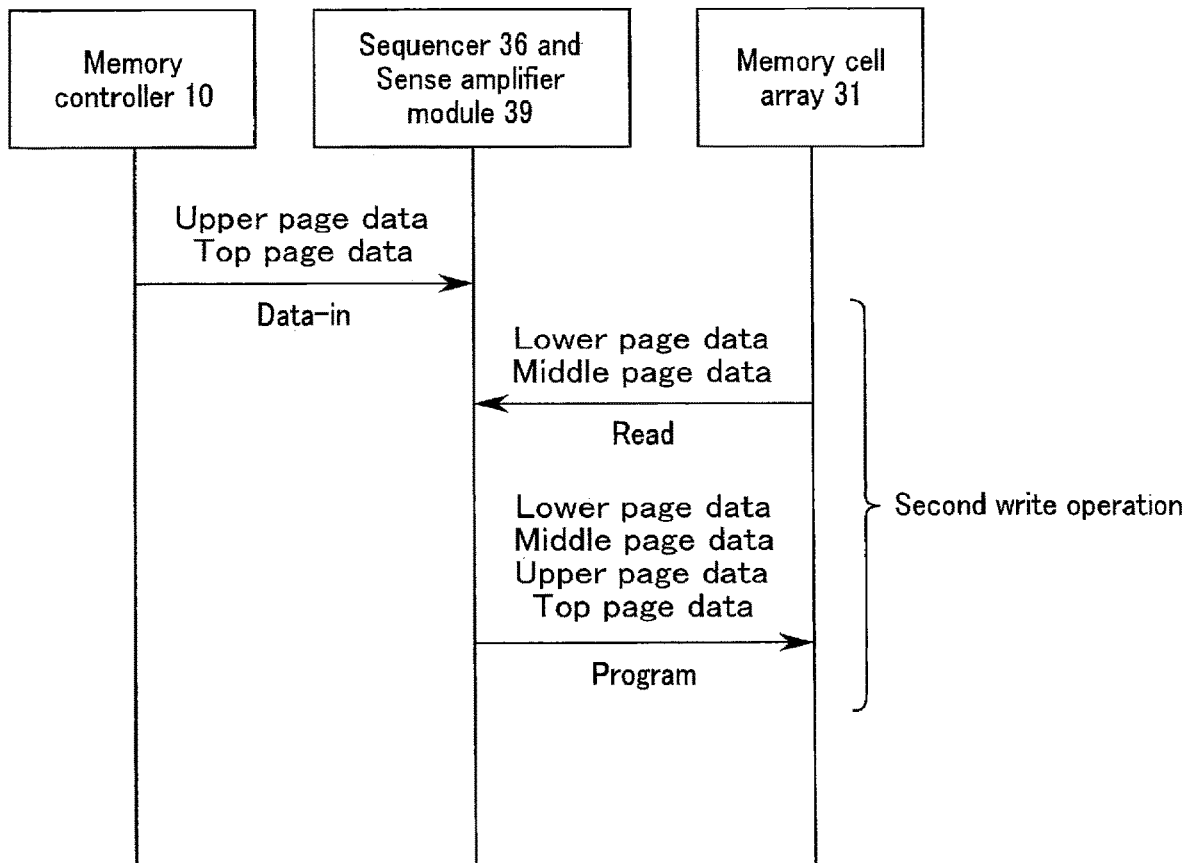 Memory
controller 10
Sequencer 36 and
Sense amplifier
module 39
Memory cell
array 31
Upper page data
Top page data
Data-in
Lower page data
Middle page data
Read
Lower page data
Middle page data
Upper page data
Top page data
Program
Second write operation